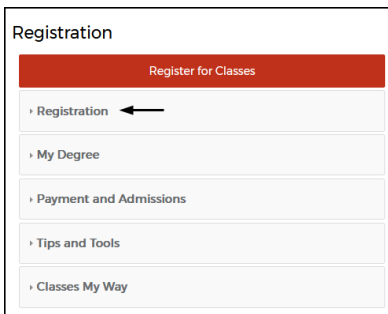 Registration
Register for Classes
Registration
My Degree
Payment and Admissions
Tips and Tools
Classes My Way